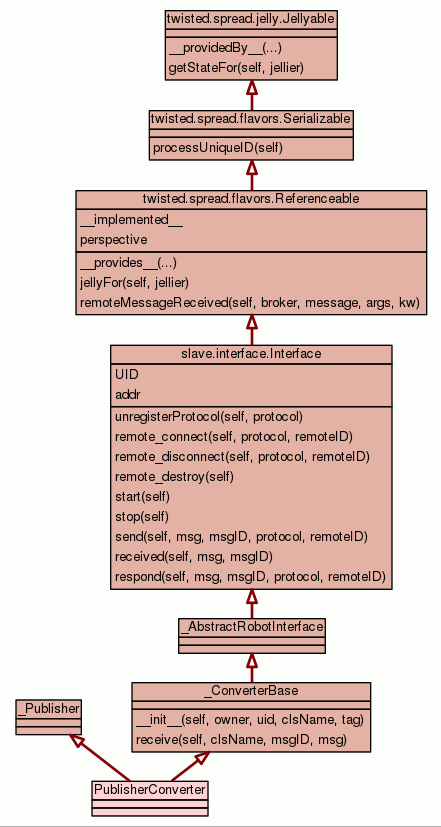 twisted.spread.jelly.Jellyable
__providedBy__(...)
getStateFor(self, jellier)
twisted.spread.flavors.Serializable
processUniqueID(self)
twisted.spread.flavors.Referenceable
__implemented__
perspective
__provides__(...)
jellyFor(self, jellier)
remoteMessageReceived(self, broker, message, args, kw)
slave.interface.Interface
UID
addr
unregisterProtocol(self, protocol)
remote_connect(self, protocol, remoteID)
remote_disconnect(self, protocol, remoteID)
remote_destroy(self)
start(self)
stop(self)
send(self, msg, msgID, protocol, remoteID)
received(self, msg, msgID)
respond(self, msg, msgID, protocol, remoteID)
_AbstractRobotInterface
_ConverterBase
__init__(self, owner, uid, clsName, tag)
receive(self, clsName, msgID, msg)
_Publisher
PublisherConverter